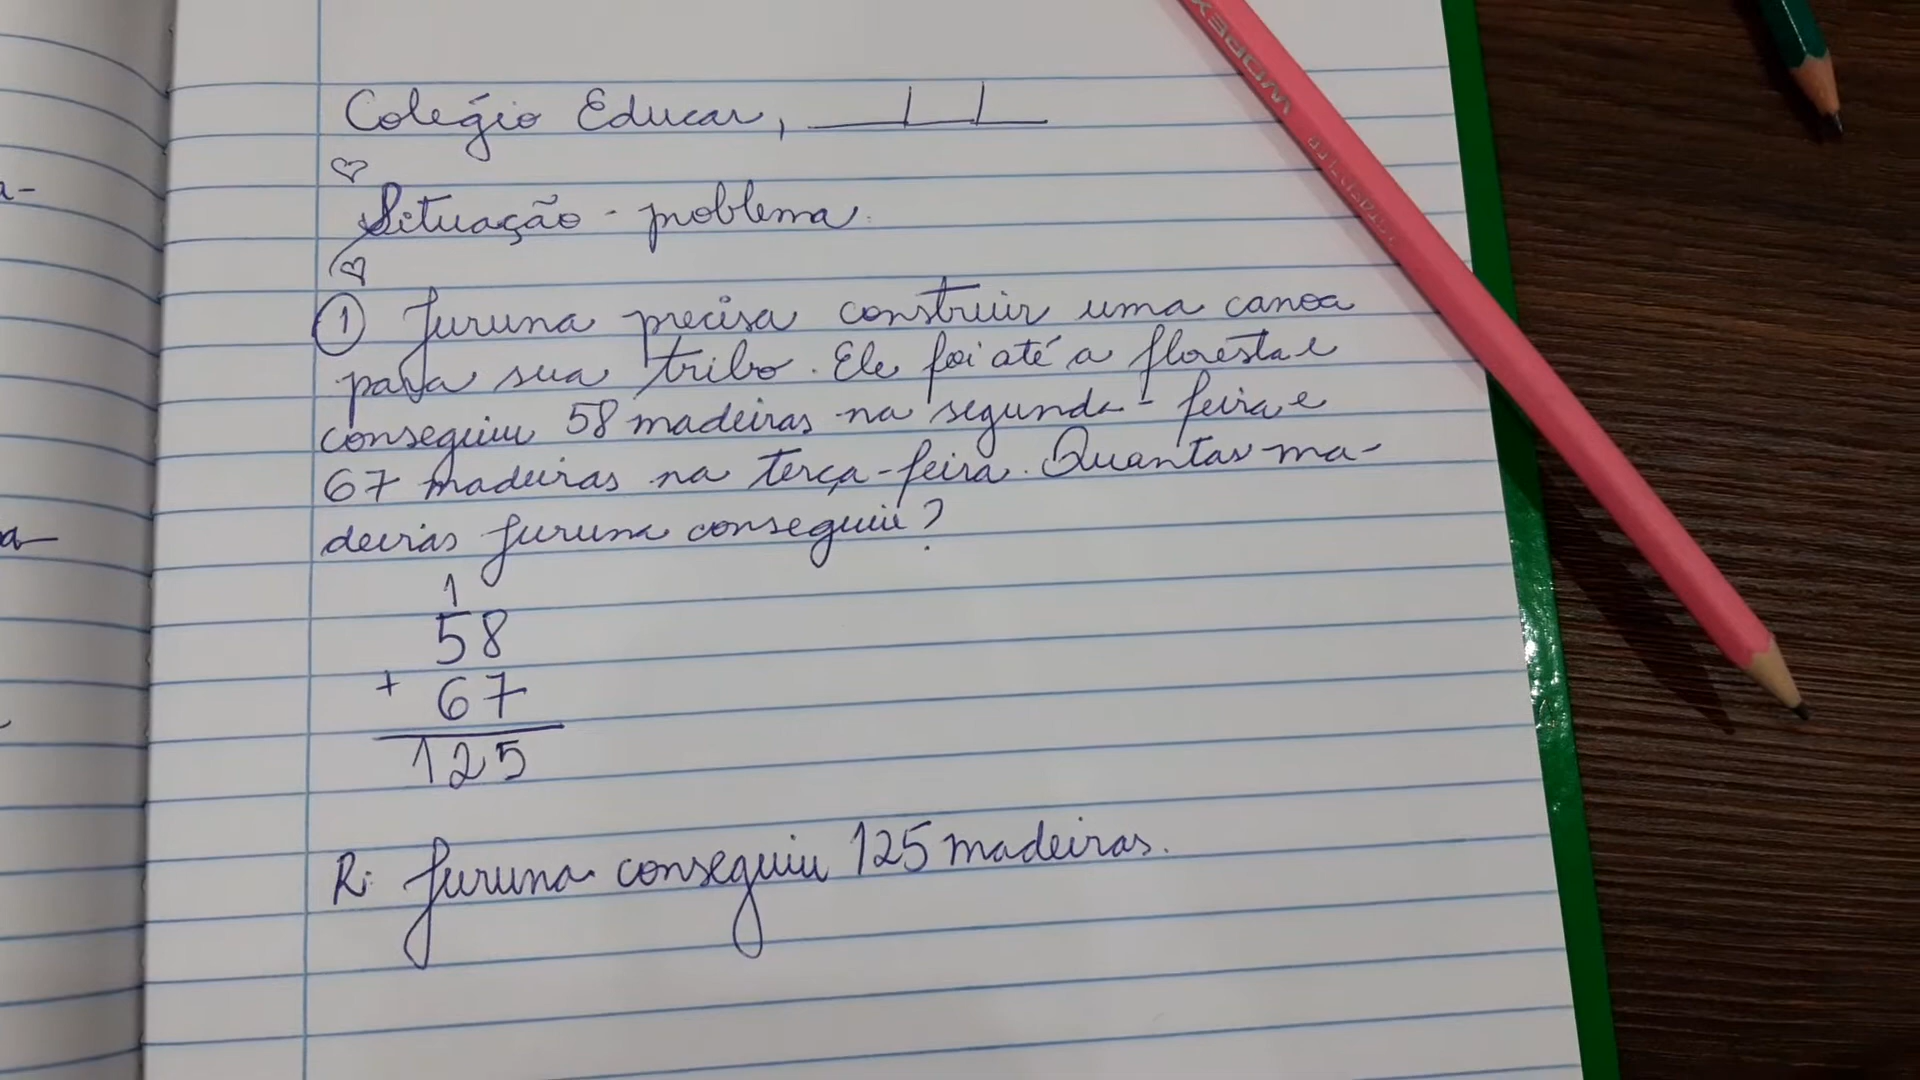 Colégio Educar, __/__/__
Situação-problema.
1 Juruna precisa construir uma canoa
para sua tribo. Ele foi até a floresta e
conseguiu 58 madeiras na segunda-feira e
67 madeiras na terça-feira. Quantas ma-
deiras Juruna conseguiu?
1
58
+ 67
125
R: Juruna conseguiu 125 madeiras.
WOPEX
a-
a-